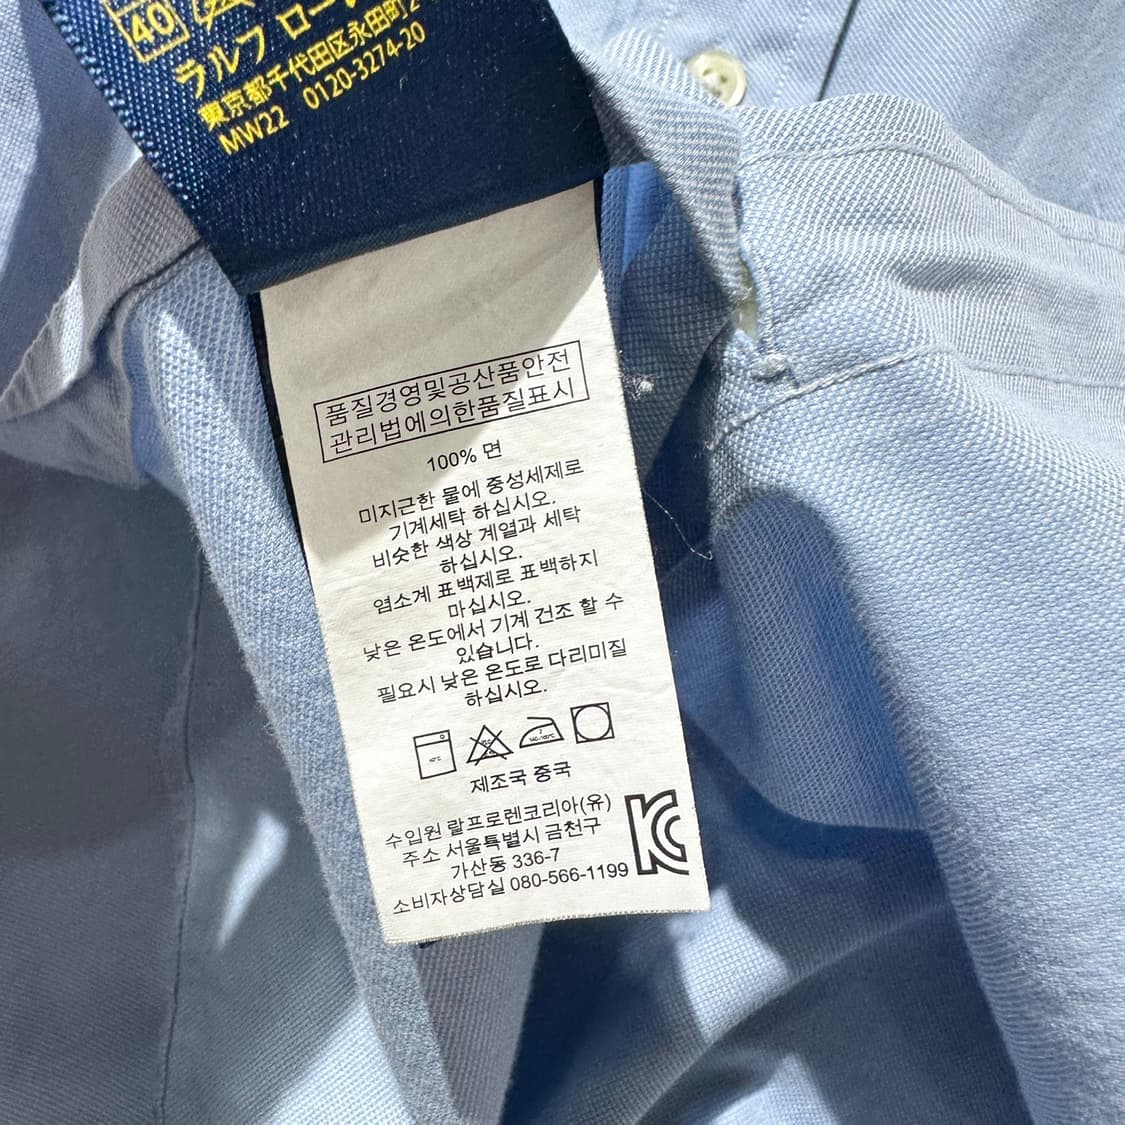 40
ラルフ ロー
東京都千代田区永田町2
MW22 0120-3274-20
품질경영및공산품안전
관리법에의한품질표시
100% 면
미지근한 물에 중성세제로
기계세탁 하십시오.
비슷한 색상 계열과 세탁
하십시오.
염소계 표백제로 표백하지
마십시오.
낮은 온도에서 기계 건조 할 수
있습니다.
필요시 낮은 온도로 다리미질
하십시오.
제조국 중국
수입원 랄프로렌코리아(유)
주소 서울특별시 금천구
가산동 336-7
소비자상담실 080-566-1199